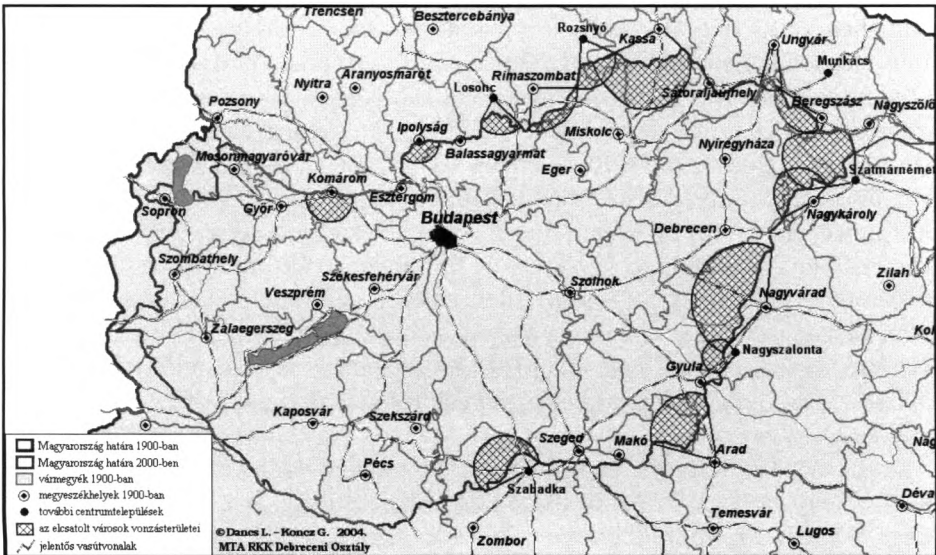 Trencsén
Besztercebánya
Rozsnyó
Kassa
Ungvár
Nyitra
Aranyosmarót
Rimaszombat
Munkács
Losonc
Sátoraljaújhely
Pozsony
Beregszász
Nagyszőlő
Ipolyság
Miskolc
Balassagyarmat
Nyíregyháza
Mosonmagyaróvár
Eger
Komárom
Esztergom
Szatmárnémet
Sopron
Győr
Nagykároly
Budapest
Debrecen
Szombathely
Székesfehérvár
Szolnok
Zilah
Veszprém
Nagyvárad
Zalaegerszeg
Kol
Nagyszalonta
Gyula
Kaposvár
Szekszárd
Szeged
Makó
Arad
Nag
Pécs
Szabadka
Déva
Temesvár
Zombor
Lugos
Magyarország határa 1900-ban
Magyarország határa 2000-ben
vármegyék 1900-ban
megyeszékhelyek 1900-ban
további centrumtelepülések
az elcsatolt városok vonzásterületei
jelentős vasútvonalak
©Dancs L. – Koncz G. 2004.
MTA RKK Debreceni Osztály